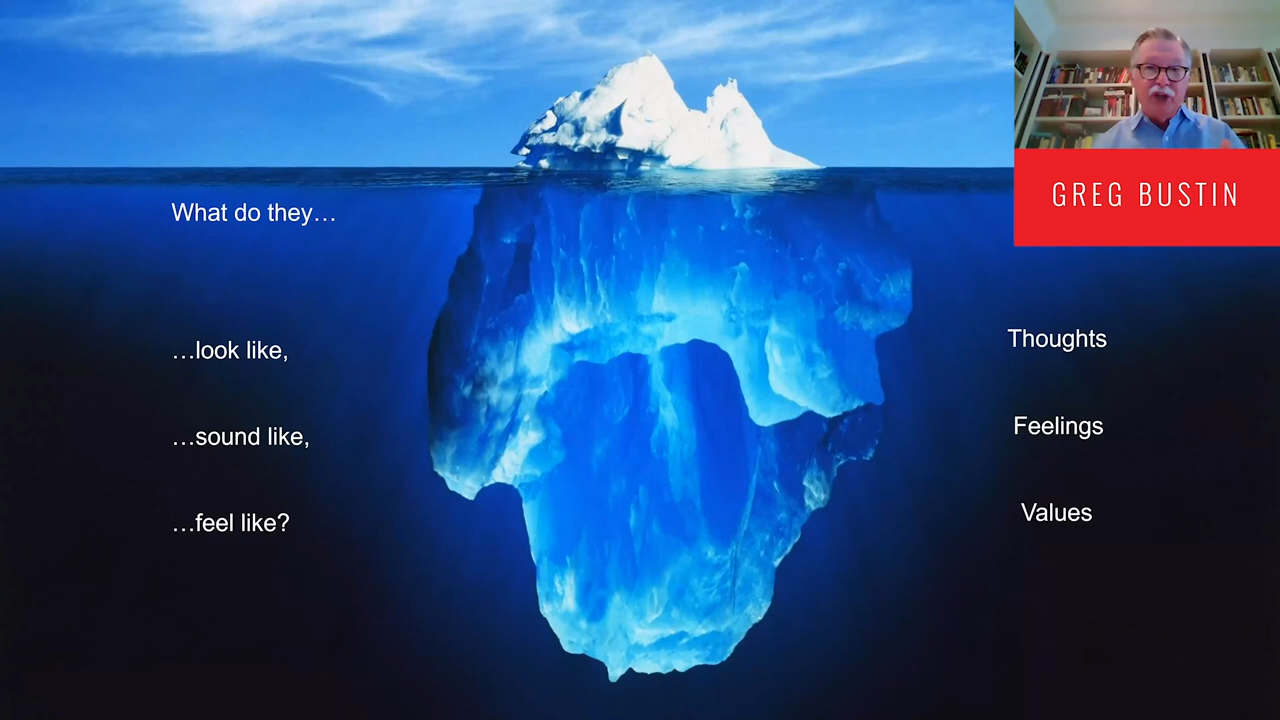 GREG BUSTIN
What do they…
…look like,
…sound like,
…feel like?
Thoughts
Feelings
Values